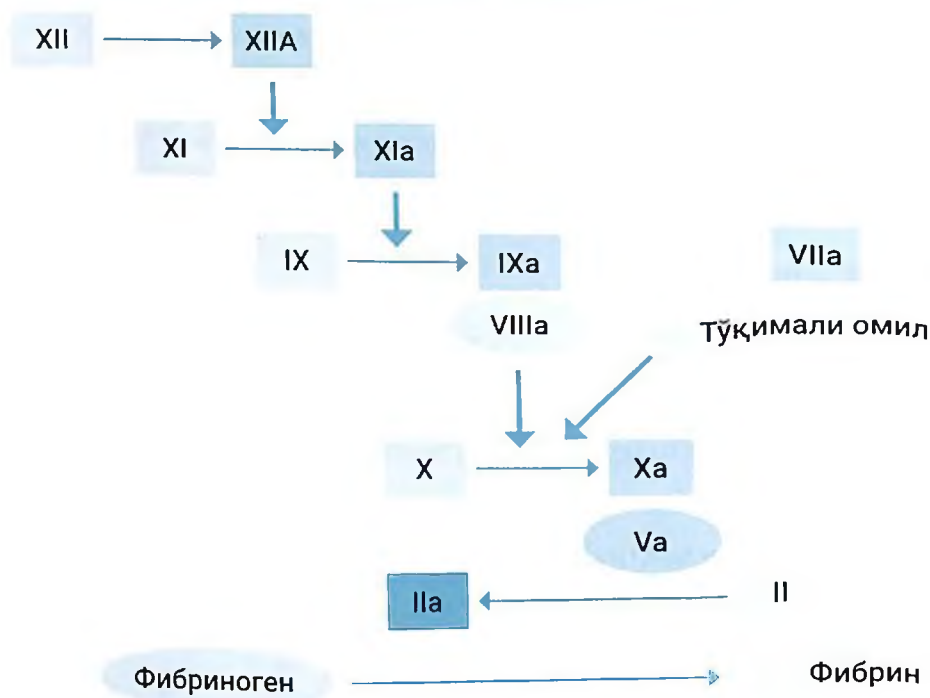 XII XIIA
XI XIa
IX IXa VIIa
VIIIa Тўқимали омил
X Xa
Va
IIa II
Фибриноген Фибрин